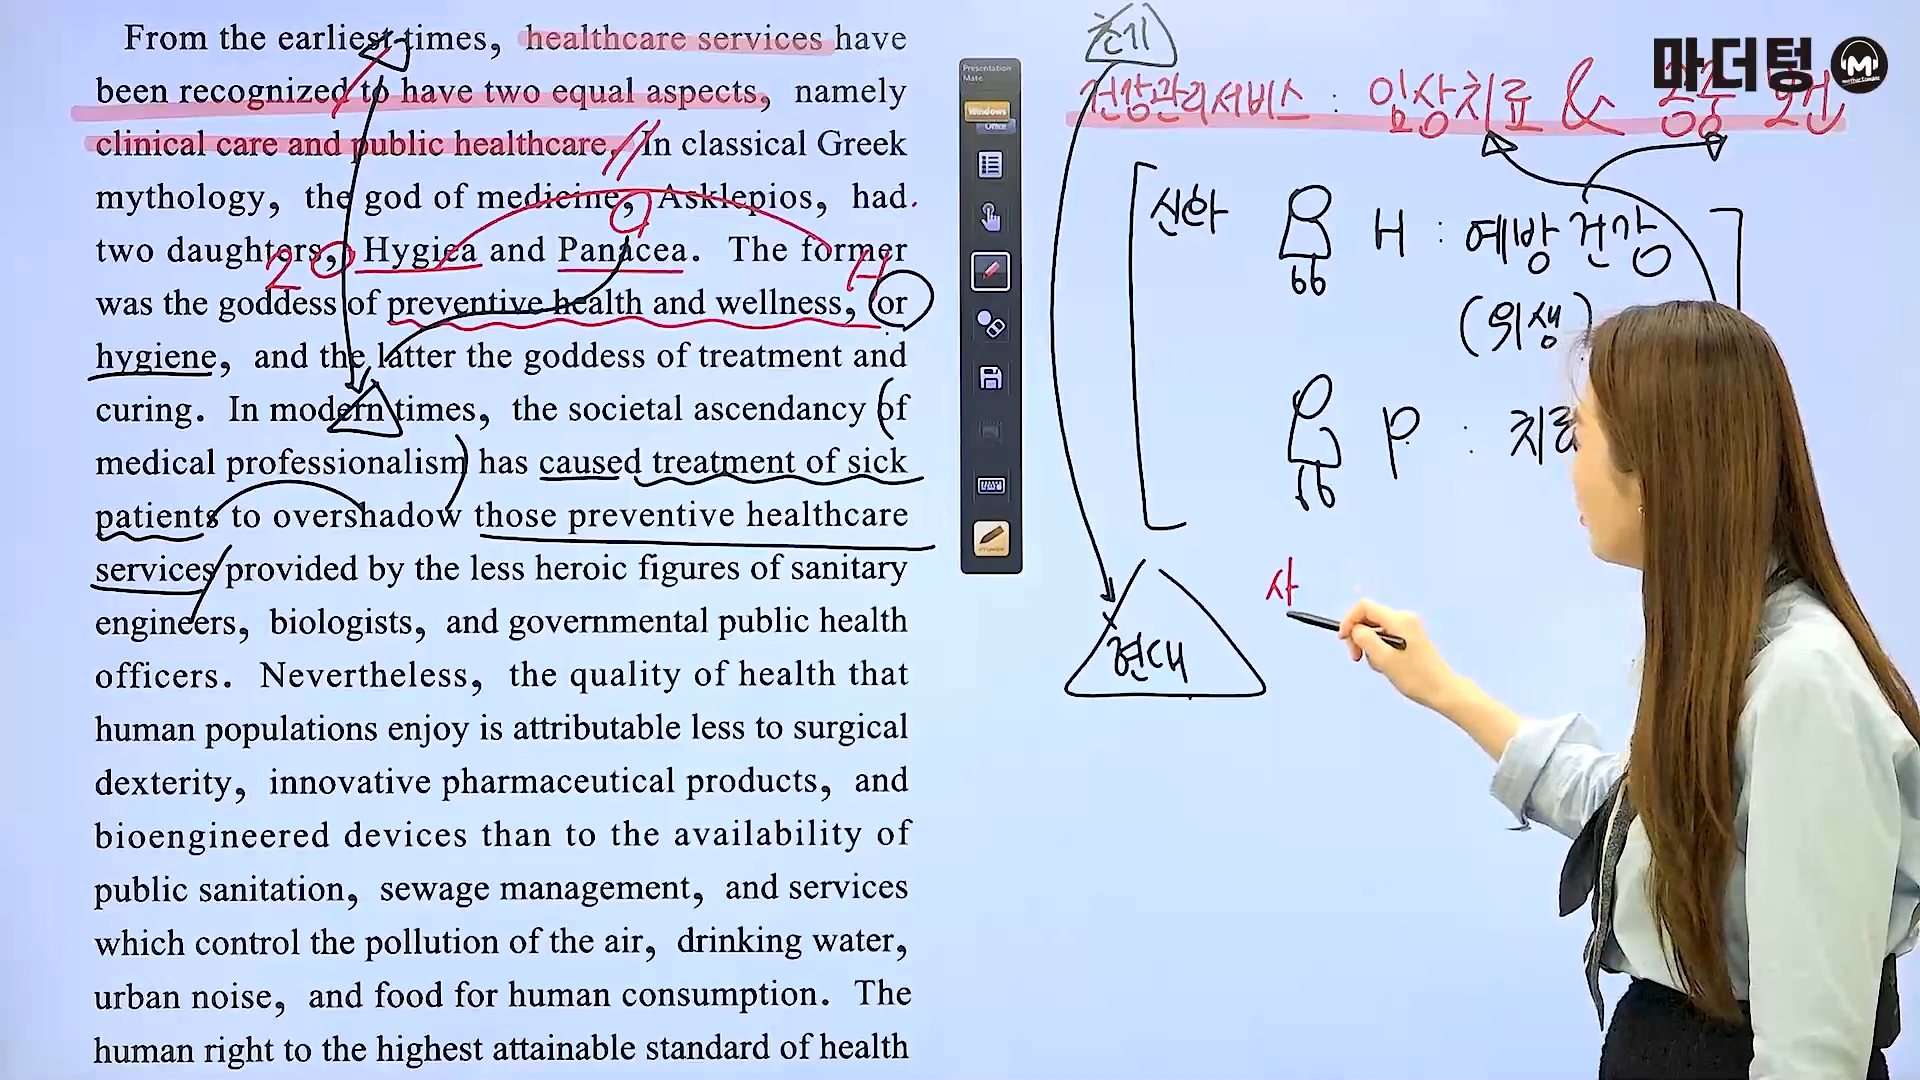 From the earliest times, healthcare services have
been recognized to have two equal aspects, namely
clinical care and public healthcare. In classical Greek
mythology, the god of medicine, Asklepios, had
two daughters, Hygiea and Panacea. The former
was the goddess of preventive health and wellness, or
hygiene, and the latter the goddess of treatment and
curing. In modern times, the societal ascendancy of
medical professionalism has caused treatment of sick
patients to overshadow those preventive healthcare
services provided by the less heroic figures of sanitary
engineers, biologists, and governmental public health
officers. Nevertheless, the quality of health that
human populations enjoy is attributable less to surgical
dexterity, innovative pharmaceutical products, and
bioengineered devices than to the availability of
public sanitation, sewage management, and services
which control the pollution of the air, drinking water,
urban noise, and food for human consumption. The
human right to the highest attainable standard of health
2
H
Presentation
Mate
Windows
Office
초기
마더텅
M
건강관리서비스 : 임상치료 & 공중 보건
신화
H : 예방 건강
(위생)
P : 치료
현대
사